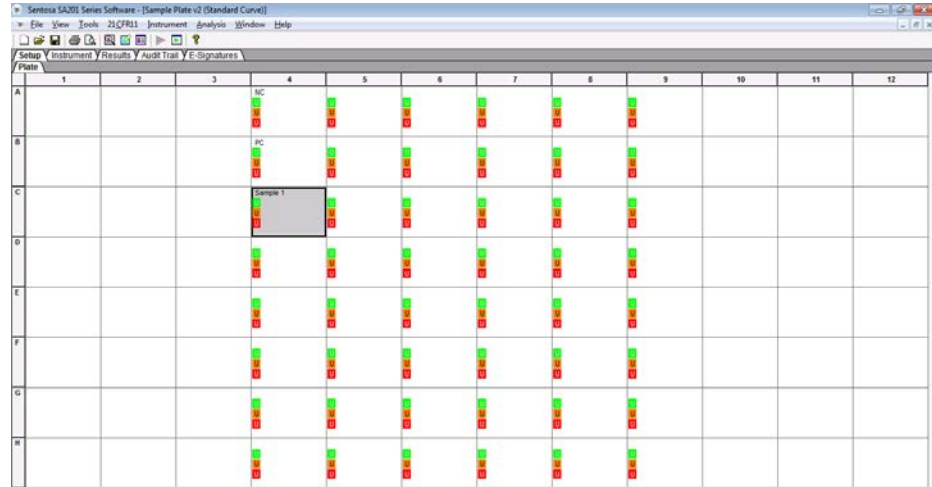 Sentosa SA201 Series Software - [Sample Plate v2 (Standard Curve)]
File View Tools 21CFR11 Instrument Analysis Window Help
Setup Instrument Results Audit Trail E-Signatures
Plate
1 2 3 4 5 6 7 8 9 10 11 12
A NC
U U U U U U
U U U U U U
U U U U U U
B PC
U U U U U U
U U U U U U
U U U U U U
C Sample 1
U U U U U U
U U U U U U
U U U U U U
D
U U U U U U
U U U U U U
U U U U U U
E
U U U U U U
U U U U U U
U U U U U U
F
U U U U U U
U U U U U U
U U U U U U
G
U U U U U U
U U U U U U
U U U U U U
H
U U U U U U
U U U U U U
U U U U U U